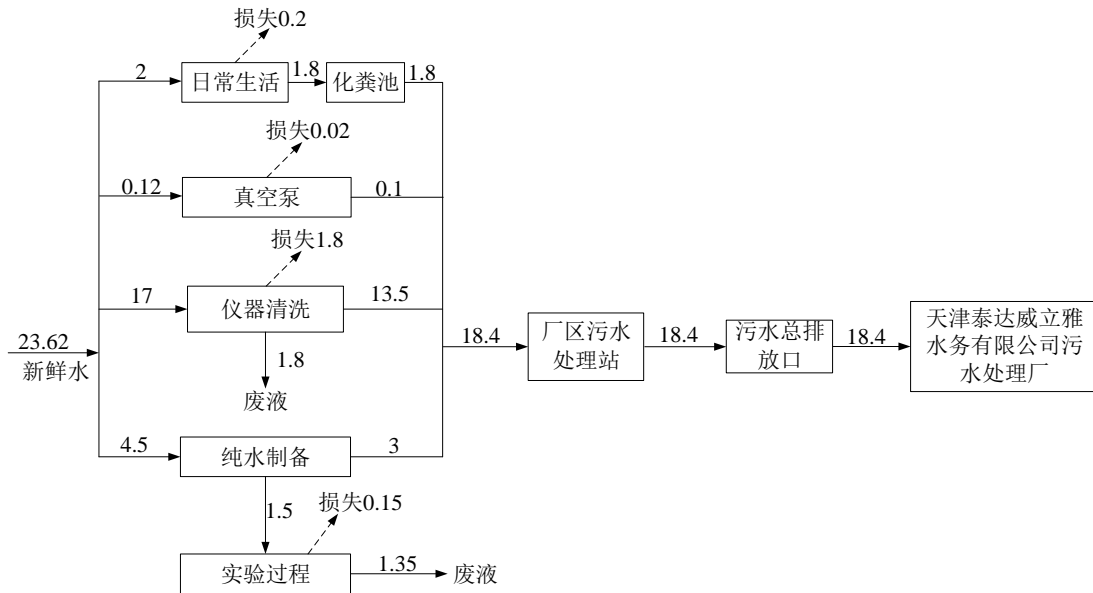 损失0.2
2
日常生活
1.8
化粪池
1.8
损失0.02
0.12
真空泵
0.1
损失1.8
17
仪器清洗
13.5
1.8
废液
23.62
新鲜水
4.5
纯水制备
3
1.5
损失0.15
实验过程
1.35
废液
18.4
厂区污水
处理站
18.4
污水总排
放口
18.4
天津泰达威立雅
水务有限公司污
水处理厂